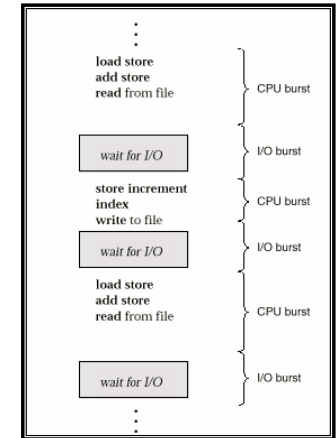 load store
add store
read from file
CPU burst
wait for I/O
I/O burst
store increment
index
write to file
CPU burst
wait for I/O
I/O burst
load store
add store
read from file
CPU burst
wait for I/O
I/O burst